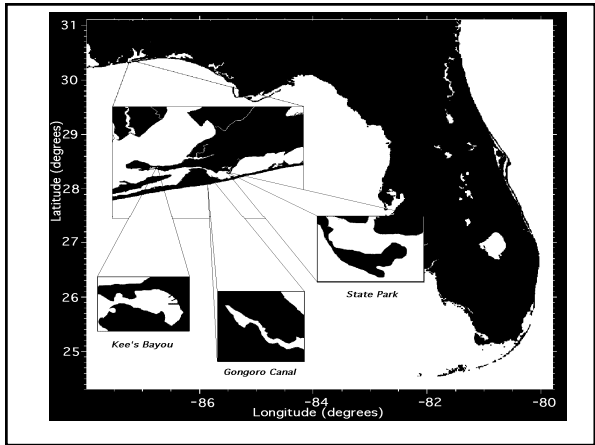 31
30
29
28
27
26
25
Latitude (degrees)
State Park
Kee's Bayou
Gongoro Canal
-86
-84
-82
-80
Longitude (degrees)